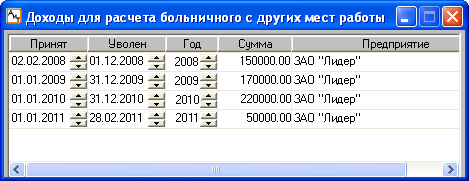 Доходы для расчета больничного с других мест работы
Принят Уволен Год Сумма Предприятие
02.02.2008 01.12.2008 2008 150000.00 ЗАО "Лидер"
01.01.2009 31.12.2009 2009 170000.00 ЗАО "Лидер"
01.01.2010 31.12.2010 2010 220000.00 ЗАО "Лидер"
01.01.2011 28.02.2011 2011 50000.00 ЗАО "Лидер"